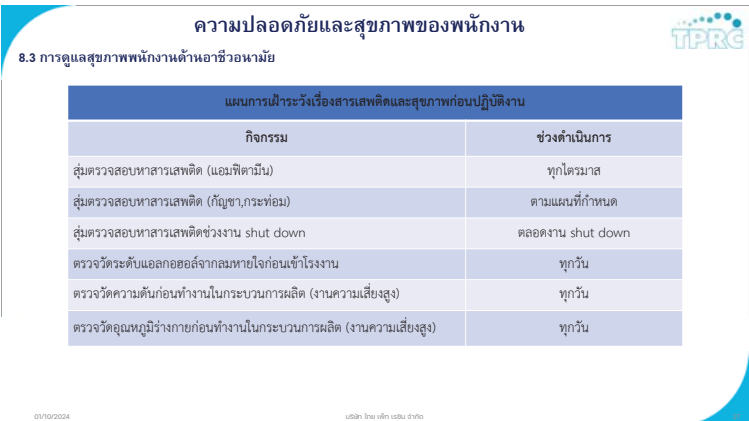 ความปลอดภัยและสุขภาพของพนักงาน
TPRC
8.3 การดูแลสุขภาพพนักงานด้านอาชีวอนามัย
แผนการเฝ้าระวังเรื่องสารเสพติดและสุขภาพก่อนปฏิบัติงาน
กิจกรรม ช่วงดำเนินการ
สุ่มตรวจสอบหาสารเสพติด (แอมฟิตามีน) ทุกไตรมาส
สุ่มตรวจสอบหาสารเสพติด (กัญชา,กระท่อม) ตามแผนที่กำหนด
สุ่มตรวจสอบหาสารเสพติดช่วงงาน shut down ตลอดงาน shut down
ตรวจวัดระดับแอลกอฮอล์จากลมหายใจก่อนเข้าโรงงาน ทุกวัน
ตรวจวัดความดันก่อนทำงานในกระบวนการผลิต (งานความเสี่ยงสูง) ทุกวัน
ตรวจวัดอุณหภูมิร่างกายก่อนทำงานในกระบวนการผลิต (งานความเสี่ยงสูง) ทุกวัน
01/10/2024 บริษัท ไทย เพ็ท เรซิน จำกัด